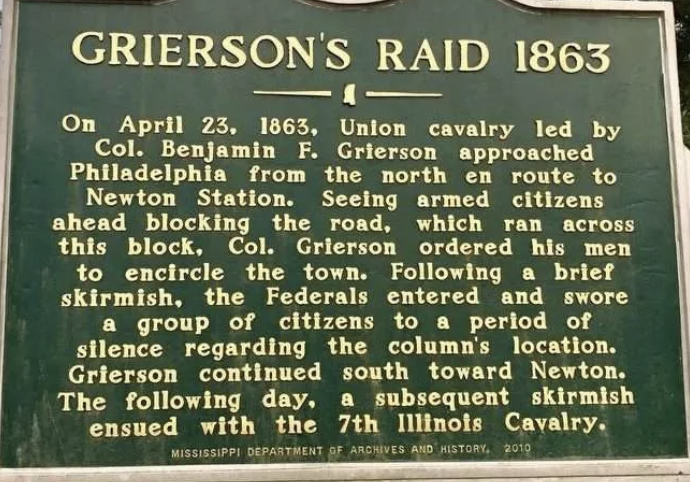 GRIERSON'S RAID 1863
On April 23, 1863, Union cavalry led by
Col. Benjamin F. Grierson approached
Philadelphia from the north en route to
Newton Station. Seeing armed citizens
ahead blocking the road, which ran across
this block, Col. Grierson ordered his men
to encircle the town. Following a brief
skirmish, the Federals entered and swore
a group of citizens to a period of
silence regarding the column's location.
Grierson continued south toward Newton.
The following day, a subsequent skirmish
ensued with the 7th Illinois Cavalry.
MISSISSIPPI DEPARTMENT OF ARCHIVES AND HISTORY, 2010